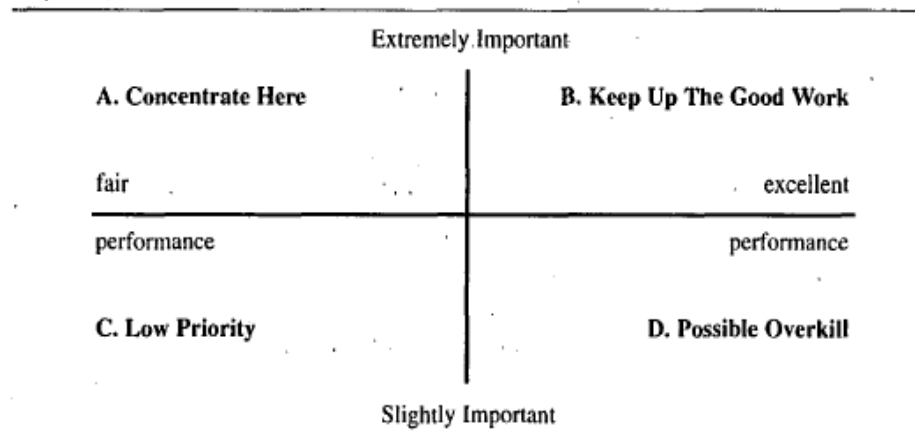 Extremely Important
A. Concentrate Here B. Keep Up The Good Work
fair excellent
performance performance
C. Low Priority D. Possible Overkill
Slightly Important